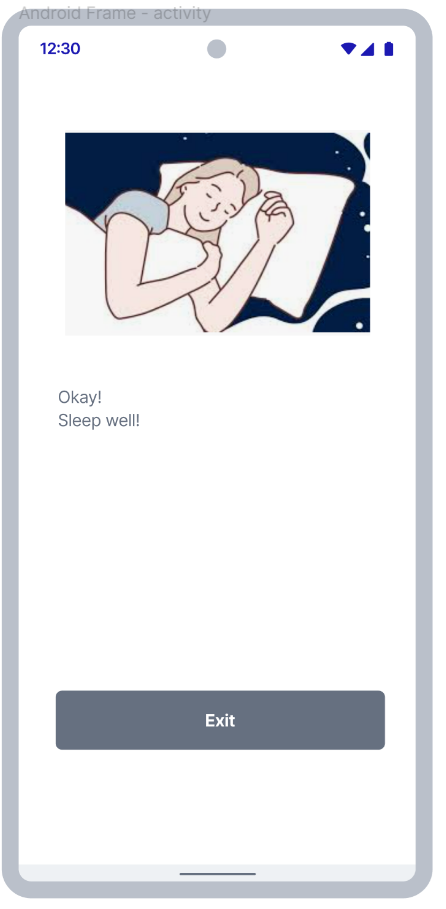 Android Frame - activity
12:30
Okay!
Sleep well!
Exit